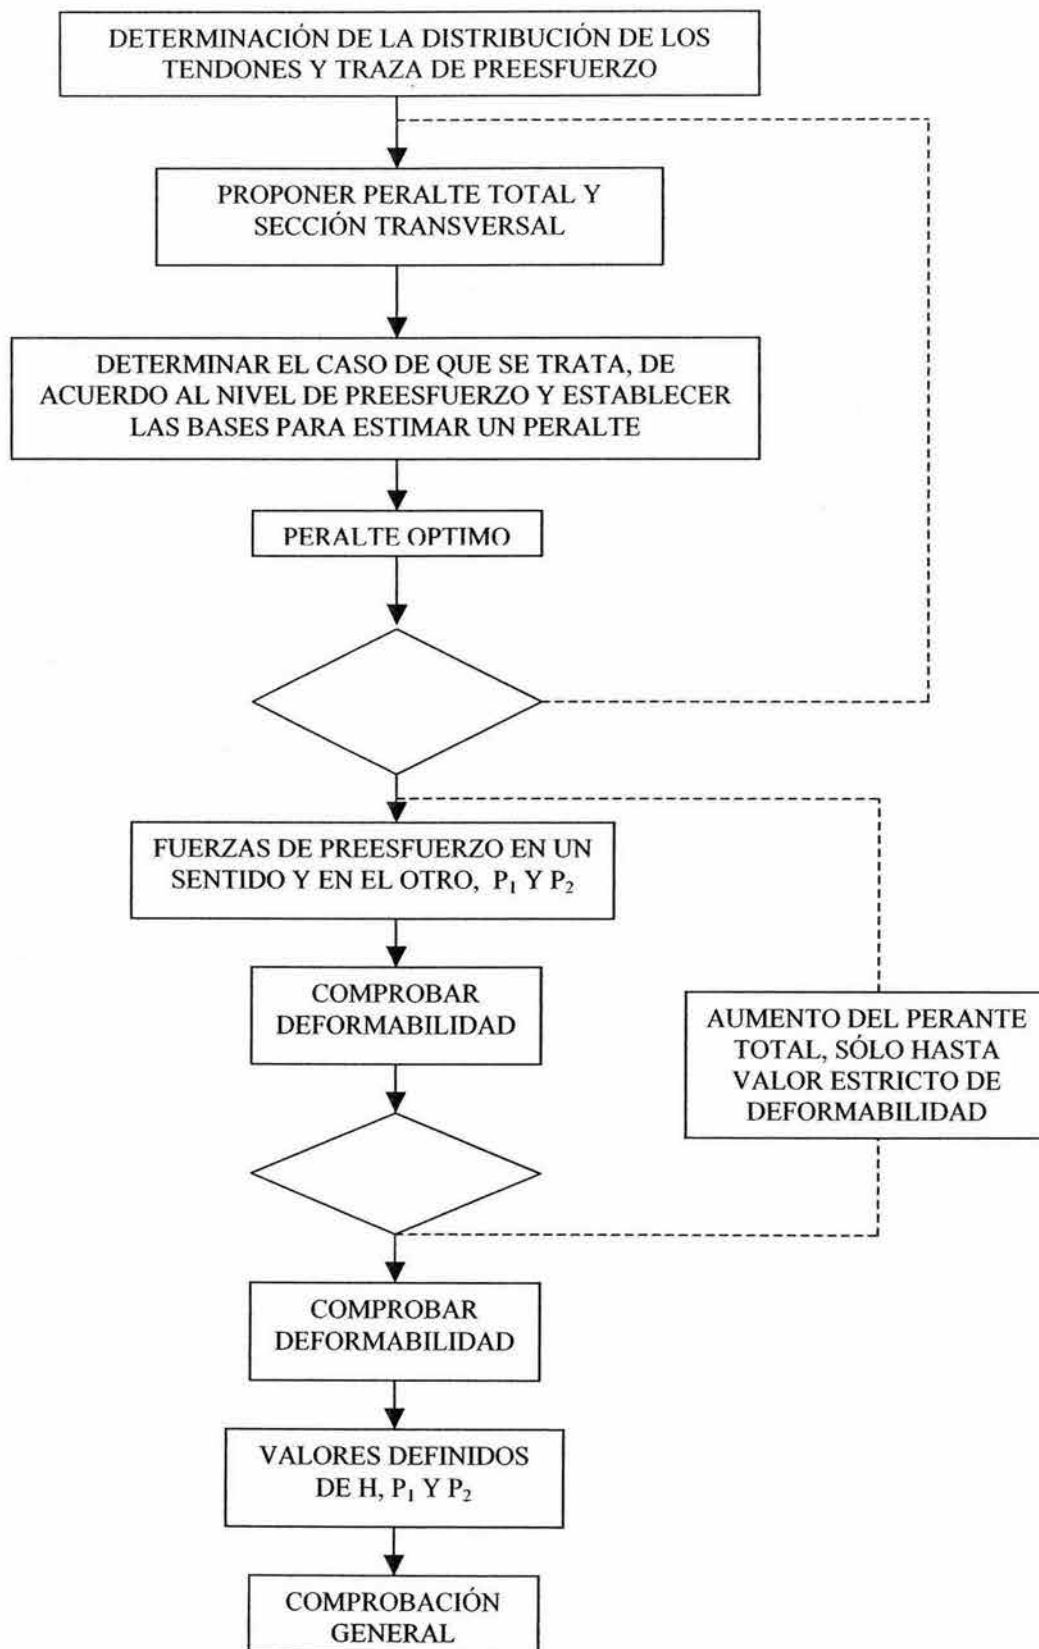 DETERMINACIÓN DE LA DISTRIBUCIÓN DE LOS
TENDONES Y TRAZA DE PREESFUERZO
PROPONER PERALTE TOTAL Y
SECCIÓN TRANSVERSAL
DETERMINAR EL CASO DE QUE SE TRATA, DE
ACUERDO AL NIVEL DE PREESFUERZO Y ESTABLECER
LAS BASES PARA ESTIMAR UN PERALTE
PERALTE OPTIMO
FUERZAS DE PREESFUERZO EN UN
SENTIDO Y EN EL OTRO, P₁ Y P₂
COMPROBAR
DEFORMABILIDAD
AUMENTO DEL PERANTE
TOTAL, SÓLO HASTA
VALOR ESTRICTO DE
DEFORMABILIDAD
COMPROBAR
DEFORMABILIDAD
VALORES DEFINIDOS
DE H, P₁ Y P₂
COMPROBACIÓN
GENERAL